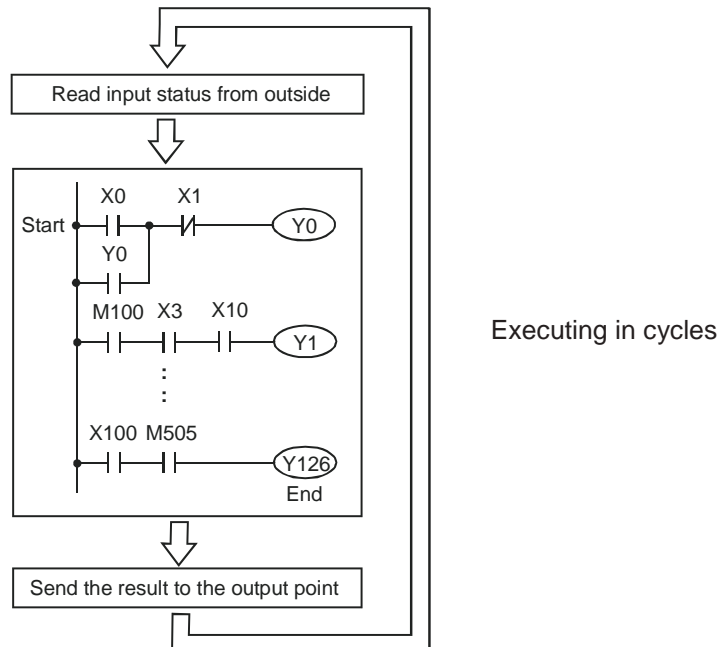 Read input status from outside
X0 X1
Start Y0
Y0
M100 X3 X10
Y1
X100 M505
Y126
End
Executing in cycles
Send the result to the output point